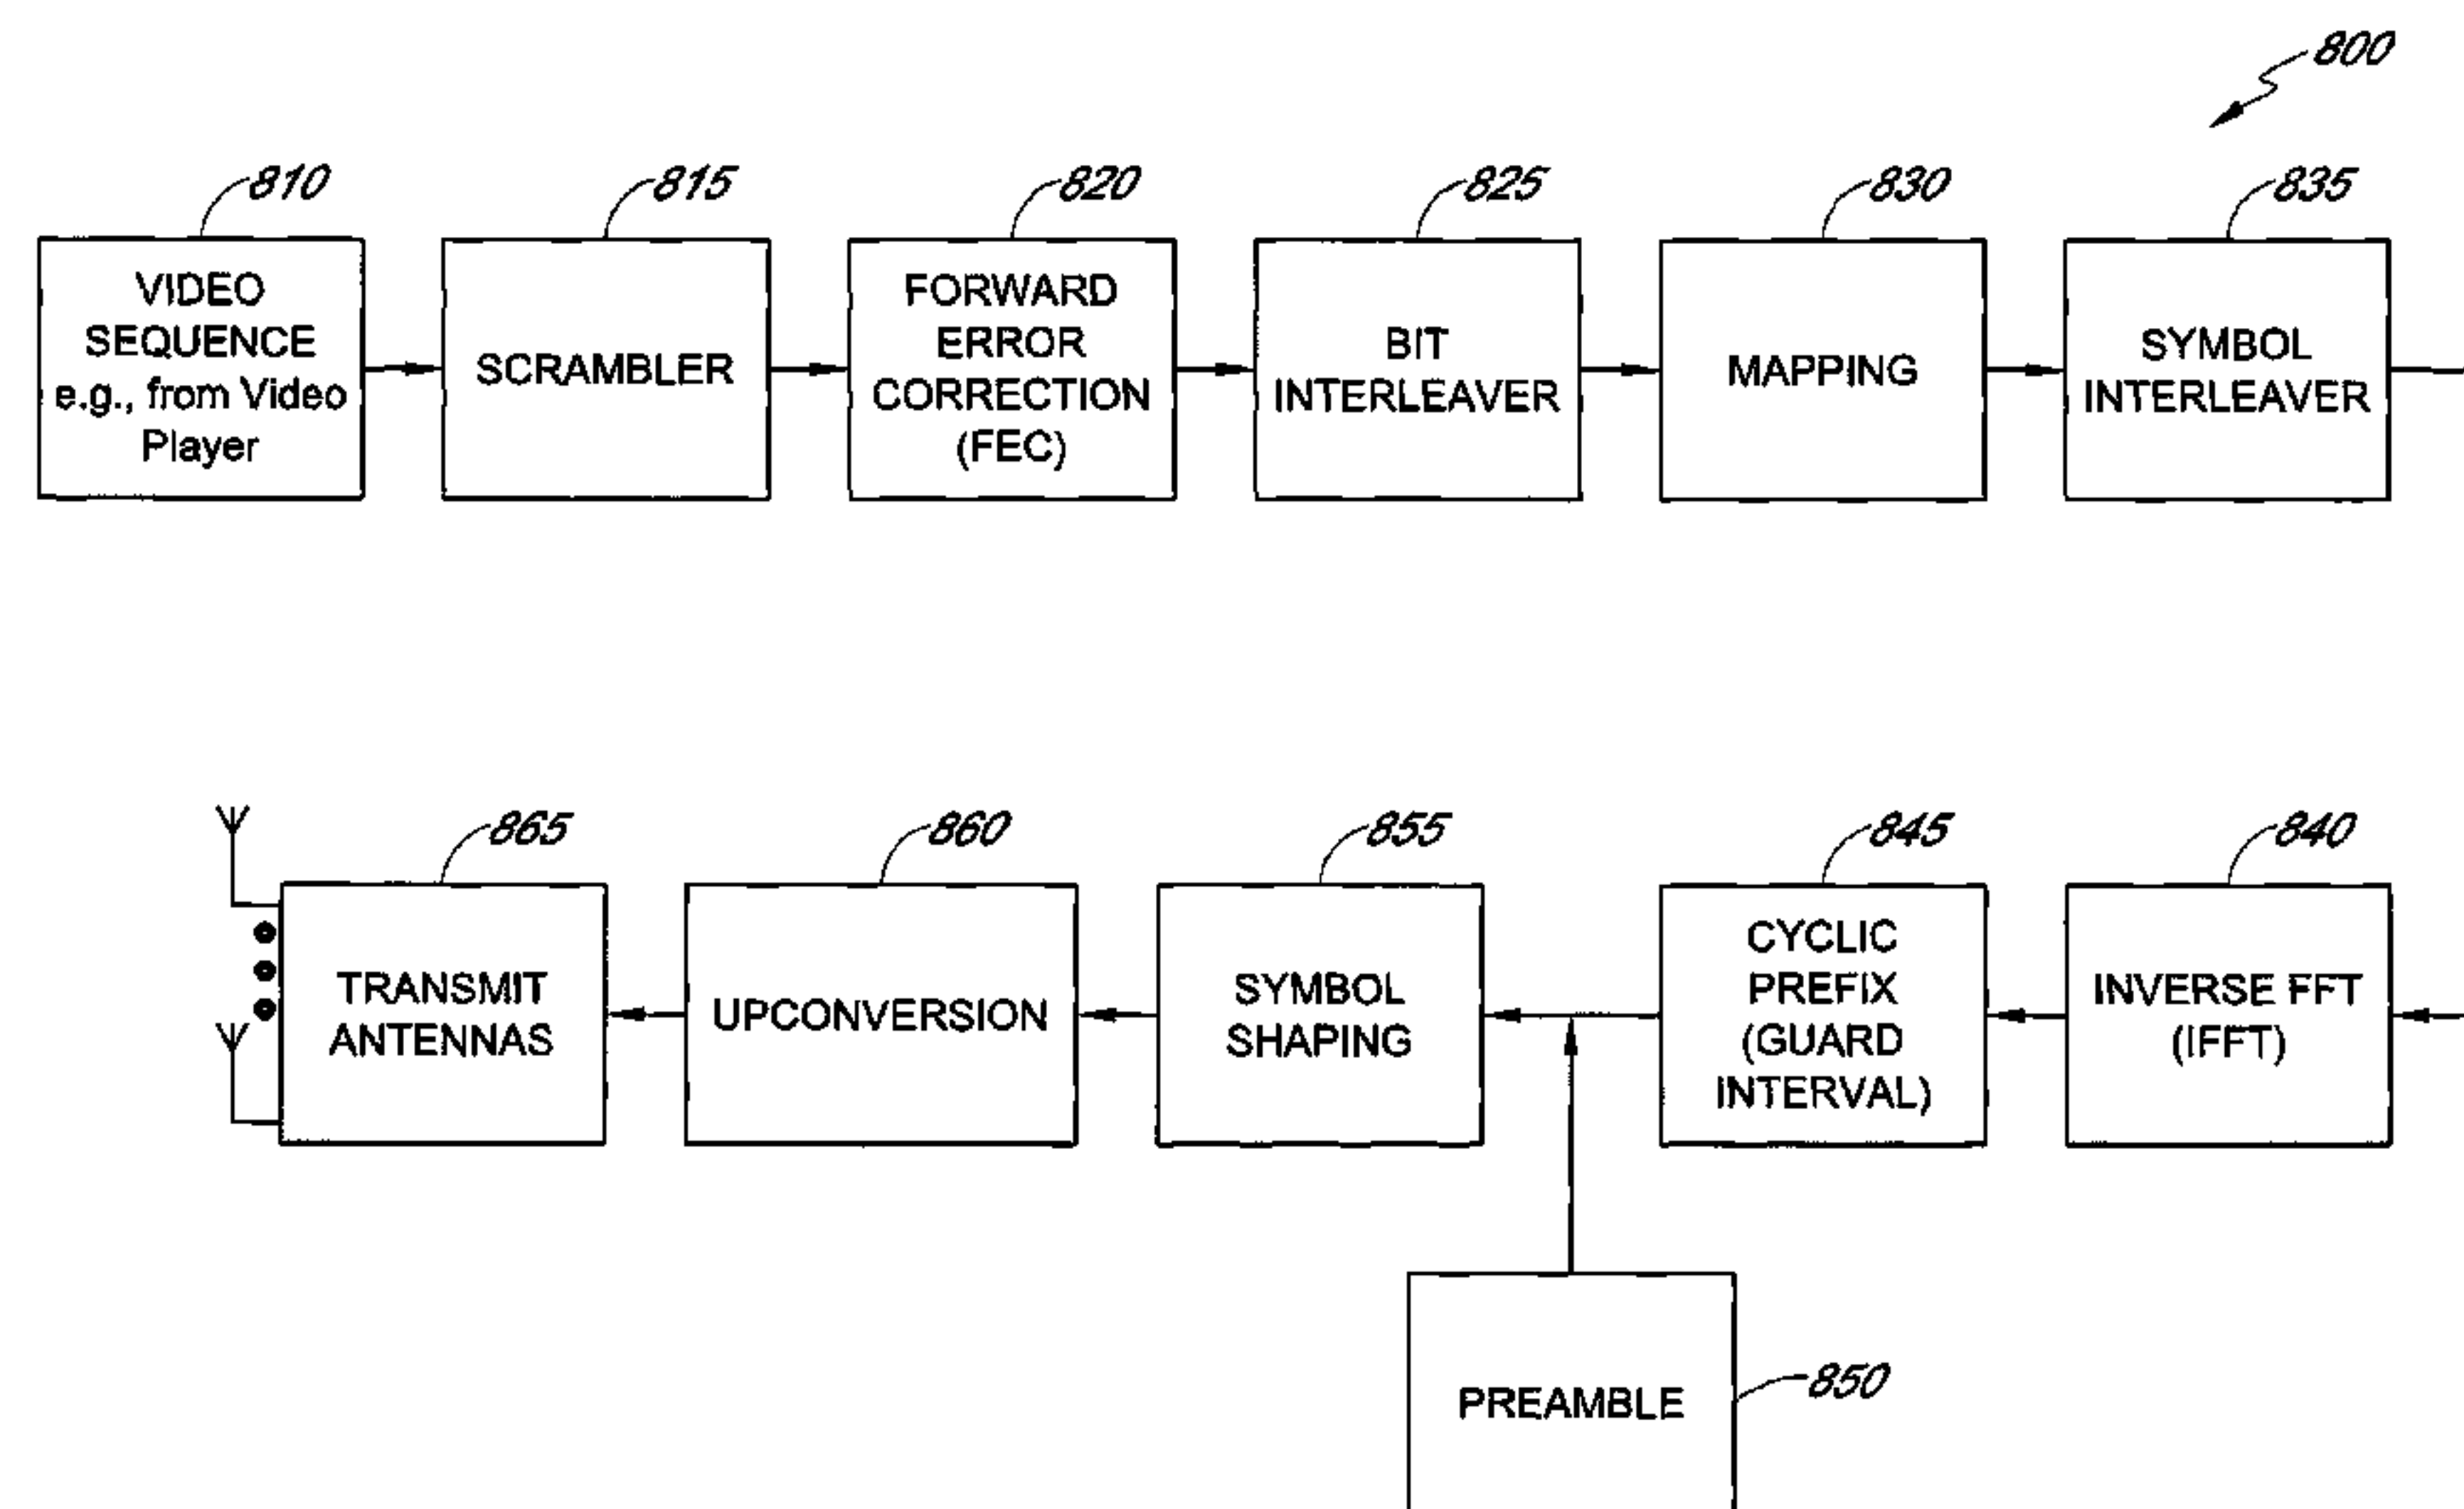 800
810
815
820
825
830
835
VIDEO
SEQUENCE
e.g., from Video
Player
SCRAMBLER
FORWARD
ERROR
CORRECTION
(FEC)
BIT
INTERLEAVER
MAPPING
SYMBOL
INTERLEAVER
865
860
855
845
840
TRANSMIT
ANTENNAS
UPCONVERSION
SYMBOL
SHAPING
CYCLIC
PREFIX
(GUARD
INTERVAL)
INVERSE FFT
(IFFT)
PREAMBLE
850